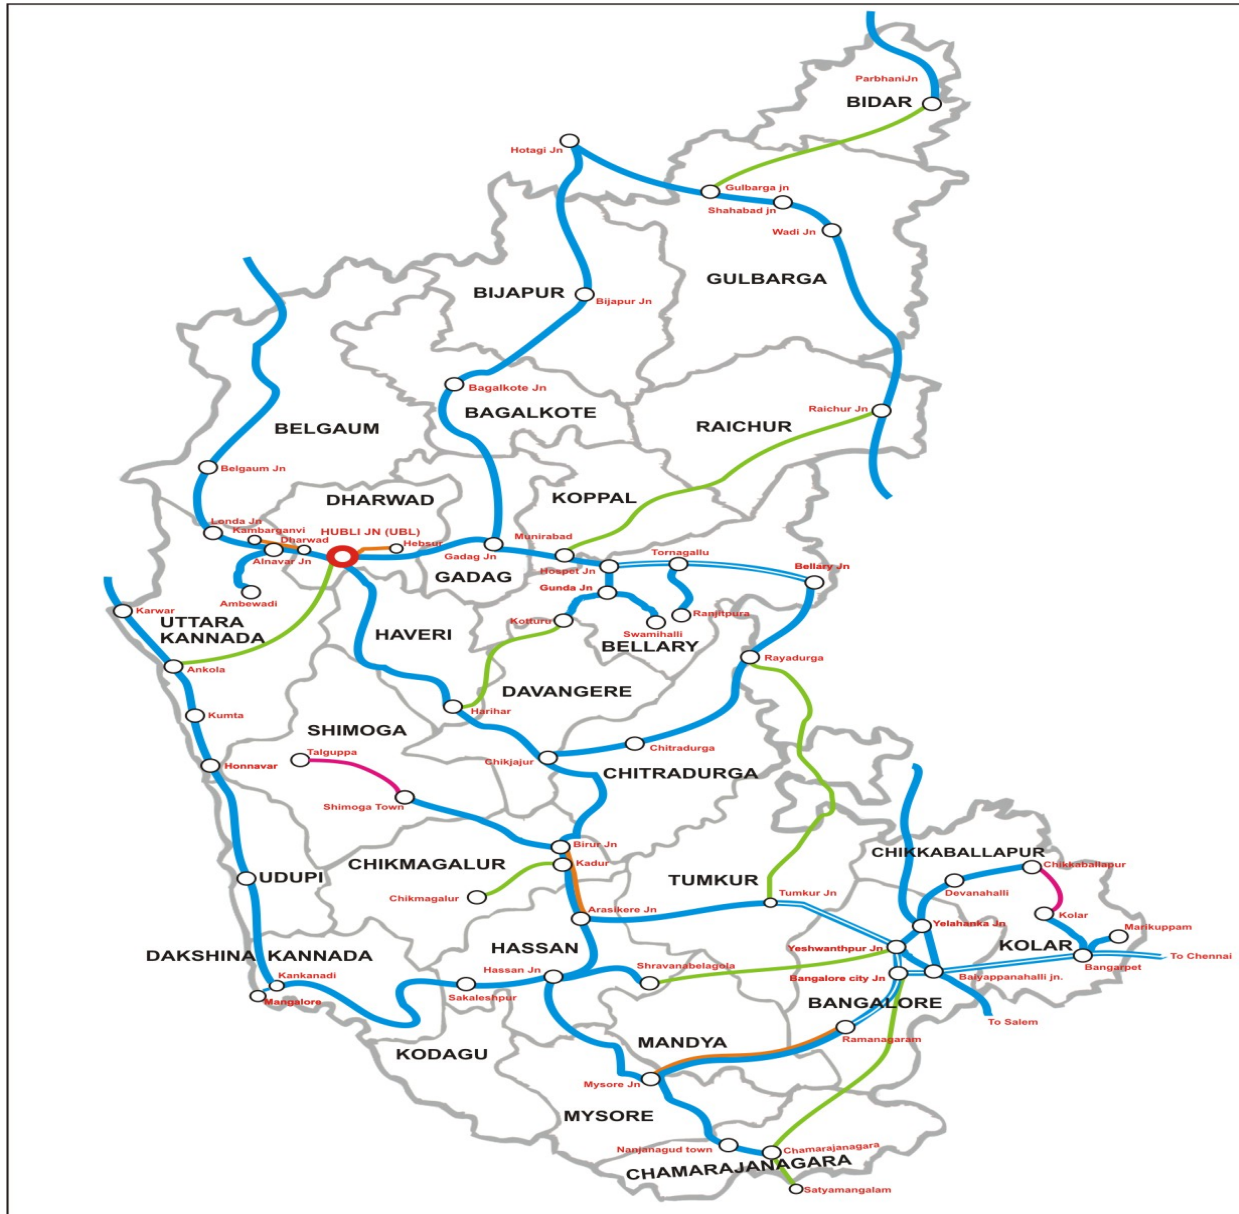 ParbhaniJn
BIDAR
Hotagi Jn
Gulbarga jn
Shahabad jn
Wadi Jn
GULBARGA
BIJAPUR
Bijapur Jn
Bagalkote Jn
BAGALKOTE
Raichur Jn
RAICHUR
BELGAUM
Belgaum Jn
DHARWAD
KOPPAL
Londa Jn
Kambarganvi
HUBLI JN (UBL)
Dharwad
Hebsur
Munirabad
Tornagallu
Alnavar Jn
Gadag Jn
Hospet Jn
Bellary Jn
GADAG
Gunda Jn
Ambewadi
Karwar
UTTARA
KANNADA
HAVERI
Kotturu
Swamihalli
Ranjitpura
BELLARY
Rayadurga
Ankola
DAVANGERE
Harihar
Kumta
SHIMOGA
Talguppa
Chikjajur
Chitradurga
CHITRADURGA
Honnavar
Shimoga Town
Birur Jn
Kadur
CHIKMAGALUR
Chikmagalur
UDUPI
TUMKUR
Tumkur Jn
CHIKKABALLAPUR
Chikkaballapur
Devanahalli
Kolar
Arasikere Jn
Yelahanka Jn
Marikuppam
KOLAR
HASSAN
Yeshwanthpur Jn
DAKSHINA KANNADA
Kankanadi
Hassan Jn
Shravanabelagola
Bangalore city Jn
Baiyappanahalli jn.
Bangarpet
To Chennai
Mangalore
Sakaleshpur
BANGALORE
To Salem
KODAGU
MANDYA
Ramanagaram
Mysore Jn
MYSORE
Nanjanagud town
Chamarajanagara
CHAMARAJANAGARA
Satyamangalam